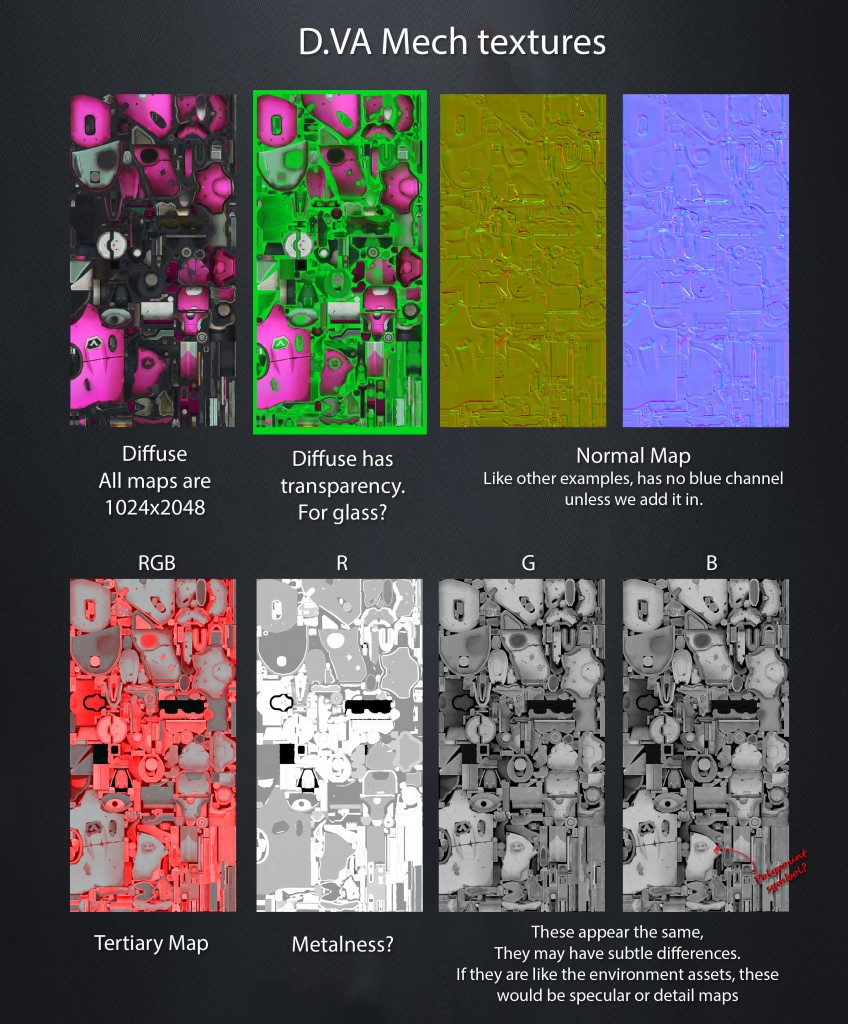 D.VA Mech textures
Diffuse
All maps are
1024x2048
Diffuse has
transparency.
For glass?
Normal Map
Like other examples, has no blue channel
unless we add it in.
RGB
R
G
B
Polycount
symbol?
Tertiary Map
Metalness?
These appear the same,
They may have subtle differences.
If they are like the environment assets, these
would be specular or detail maps